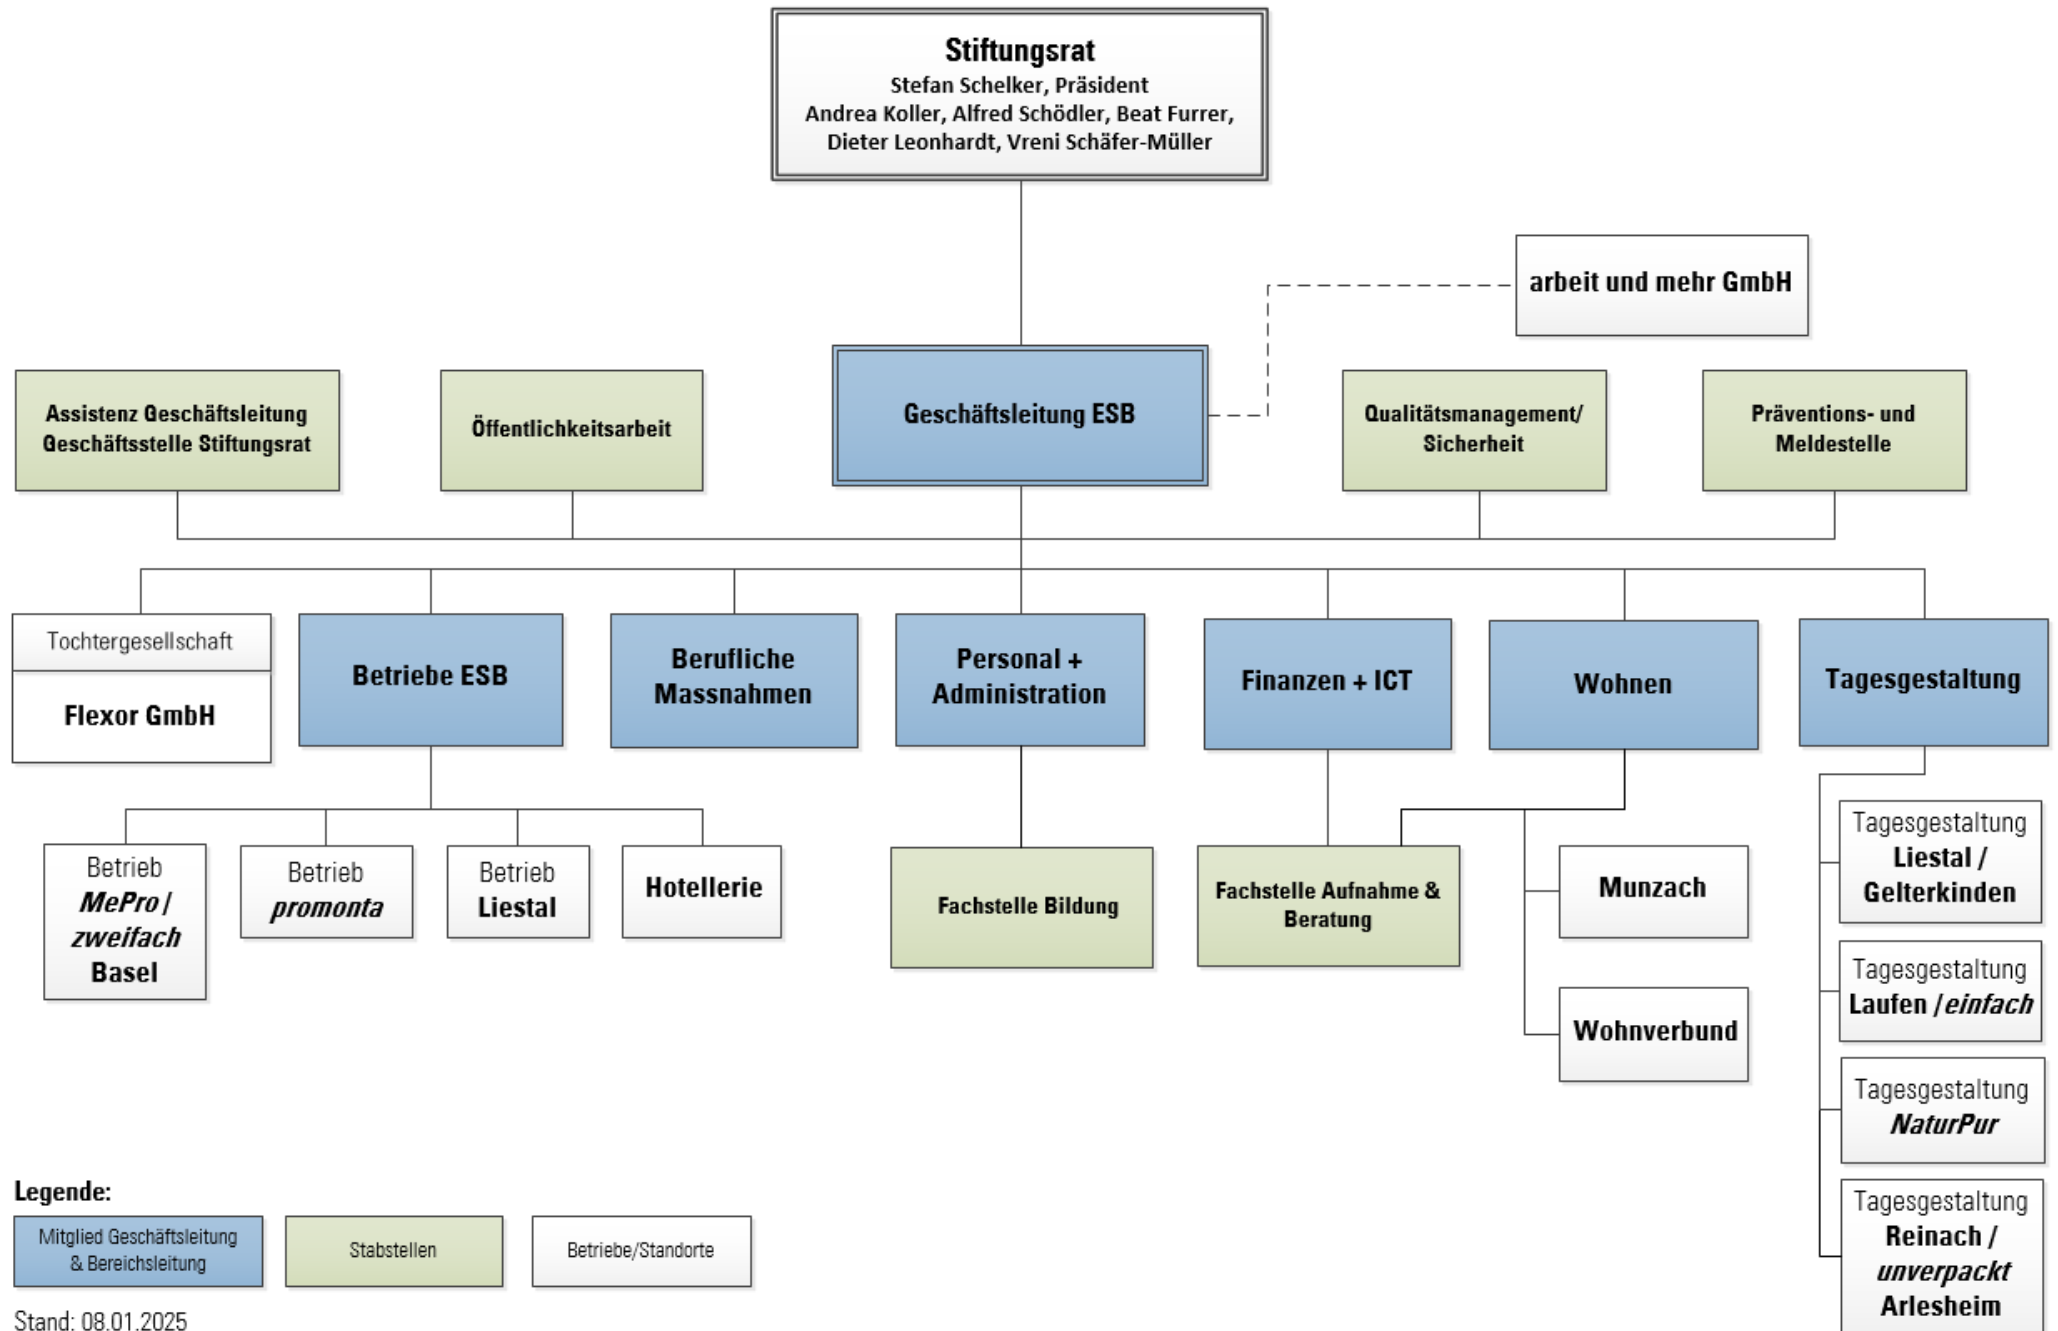 Stiftungsrat
Stefan Schelker, Präsident
Andrea Koller, Alfred Schödler, Beat Furrer,
Dieter Leonhardt, Vreni Schäfer-Müller
arbeit und mehr GmbH
Assistenz Geschäftsleitung
Geschäftsstelle Stiftungsrat
Öffentlichkeitsarbeit
Geschäftsleitung ESB
Qualitätsmanagement/
Sicherheit
Präventions- und
Meldestelle
Tochtergesellschaft
Flexor GmbH
Betriebe ESB
Berufliche
Massnahmen
Personal +
Administration
Finanzen + ICT
Wohnen
Tagesgestaltung
Betrieb
MePro /
zweifach
Basel
Betrieb
promonta
Betrieb
Liestal
Hotellerie
Fachstelle Bildung
Fachstelle Aufnahme &
Beratung
Munzach
Wohnverbund
Tagesgestaltung
Liestal /
Gelterkinden
Tagesgestaltung
Laufen / einfach
Tagesgestaltung
NaturPur
Tagesgestaltung
Reinach /
unverpackt
Arlesheim
Legende:
Mitglied Geschäftsleitung
& Bereichsleitung
Stabstellen
Betriebe/Standorte
Stand: 08.01.2025